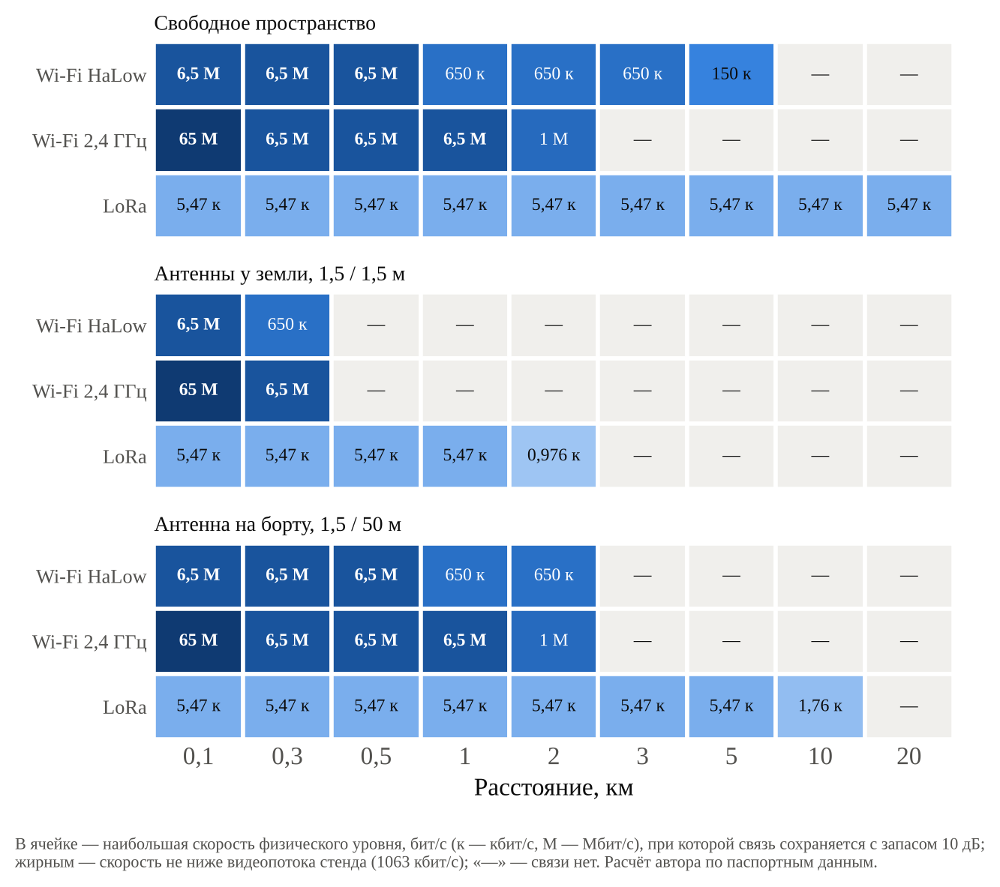 Свободное пространство
Wi-Fi HaLow 6,5 М 6,5 М 6,5 М 650 к 650 к 650 к 150 к — —
Wi-Fi 2,4 ГГц 65 М 6,5 М 6,5 М 6,5 М 1 М — — — —
LoRa 5,47 к 5,47 к 5,47 к 5,47 к 5,47 к 5,47 к 5,47 к 5,47 к 5,47 к
Антенны у земли, 1,5 / 1,5 м
Wi-Fi HaLow 6,5 М 650 к — — — — — — —
Wi-Fi 2,4 ГГц 65 М 6,5 М — — — — — — —
LoRa 5,47 к 5,47 к 5,47 к 5,47 к 0,976 к — — — —
Антенна на борту, 1,5 / 50 м
Wi-Fi HaLow 6,5 М 6,5 М 6,5 М 650 к 650 к — — — —
Wi-Fi 2,4 ГГц 65 М 6,5 М 6,5 М 6,5 М 1 М — — — —
LoRa 5,47 к 5,47 к 5,47 к 5,47 к 5,47 к 5,47 к 5,47 к 1,76 к —
0,1 0,3 0,5 1 2 3 5 10 20
Расстояние, км
В ячейке — наибольшая скорость физического уровня, бит/с (к — кбит/с, М — Мбит/с), при которой связь сохраняется с запасом 10 дБ;
жирным — скорость не ниже видеопотока стенда (1063 кбит/с); «—» — связи нет. Расчёт автора по паспортным данным.